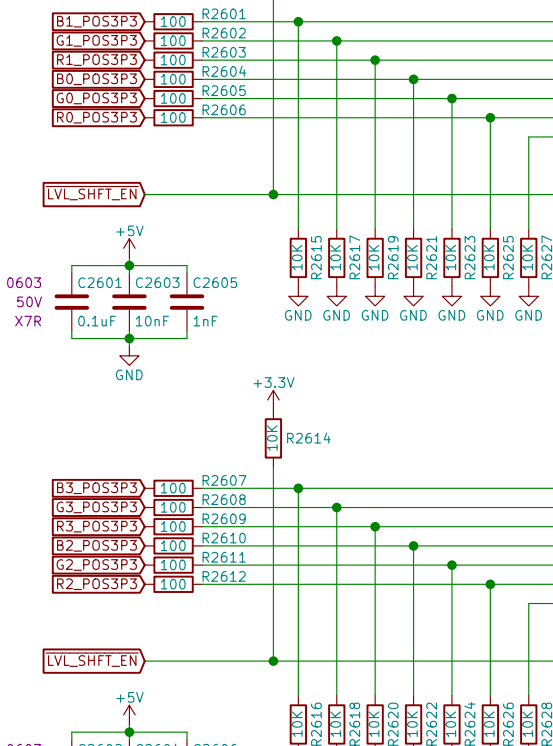 B1_POS3P3 100 R2601
G1_POS3P3 100 R2602
R1_POS3P3 100 R2603
B0_POS3P3 100 R2604
G0_POS3P3 100 R2605
R0_POS3P3 100 R2606
LVL_SHFT_EN
10K R2615 10K R2617 10K R2619 10K R2621 10K R2623 10K R2625 10K R2627
GND GND GND GND GND GND
+5V
0603 C2601 C2603 C2605
50V
X7R 0.1uF 10nF 1nF
GND
+3.3V
10K R2614
B3_POS3P3 100 R2607
G3_POS3P3 100 R2608
R3_POS3P3 100 R2609
B2_POS3P3 100 R2610
G2_POS3P3 100 R2611
R2_POS3P3 100 R2612
LVL_SHFT_EN
10K R2616 10K R2618 10K R2620 10K R2622 10K R2624 10K R2626 10K R2628
+5V